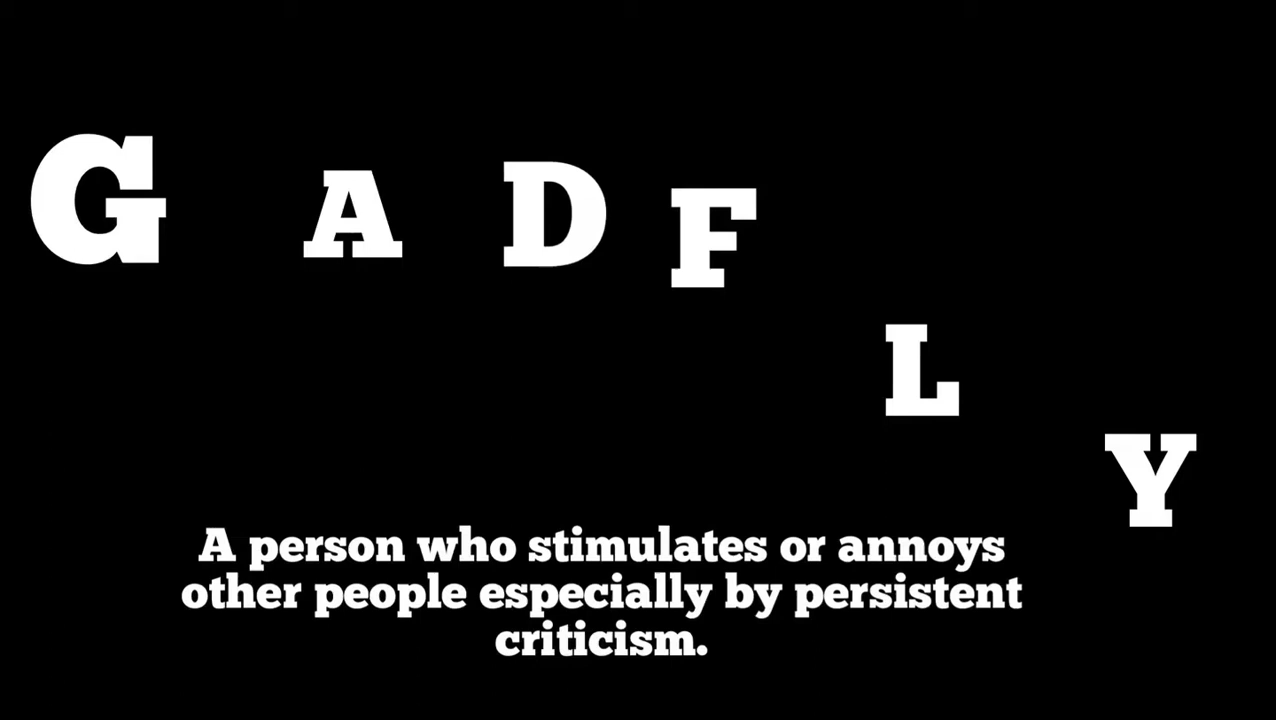 G A D F L Y
A person who stimulates or annoys
other people especially by persistent
criticism.